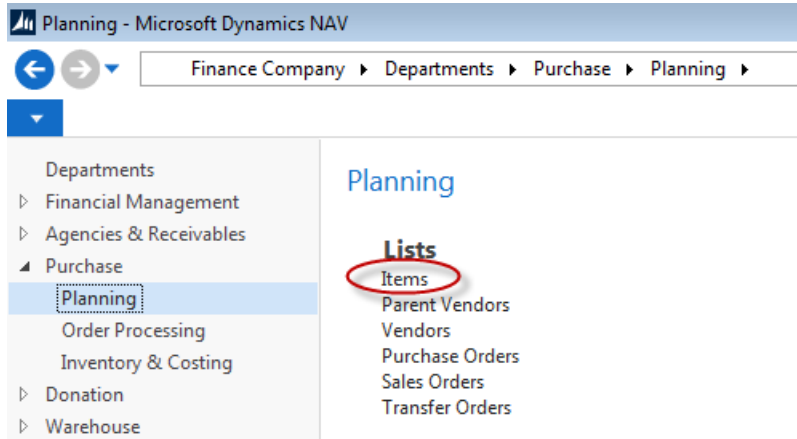 Planning - Microsoft Dynamics NAV
Finance Company ▸ Departments ▸ Purchase ▸ Planning ▸
Departments
Financial Management
Agencies & Receivables
Purchase
Planning
Order Processing
Inventory & Costing
Donation
Warehouse
Planning
Lists
Items
Parent Vendors
Vendors
Purchase Orders
Sales Orders
Transfer Orders